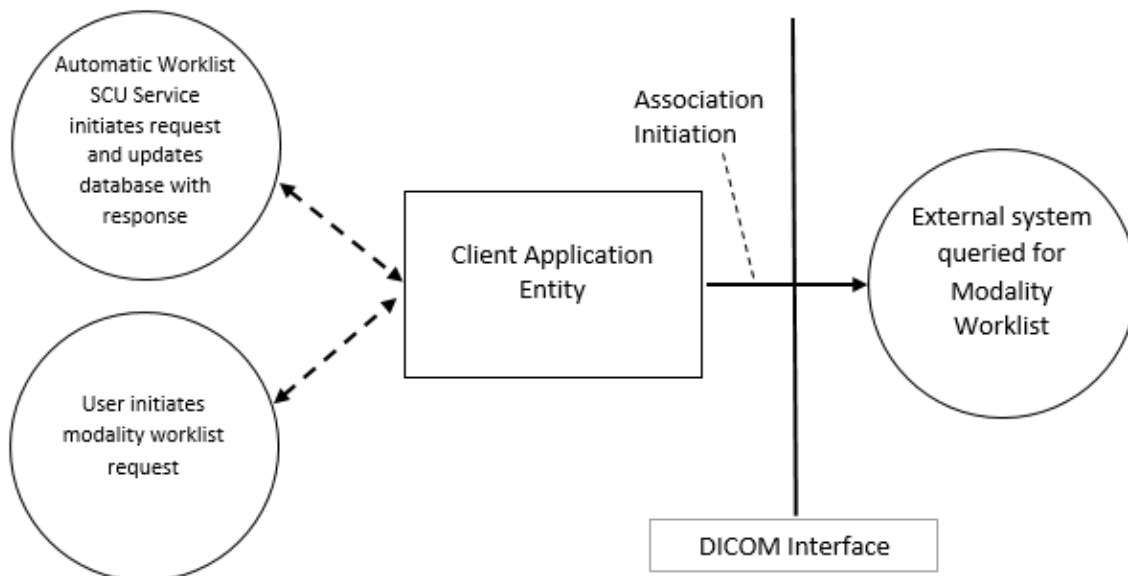 Automatic Worklist
SCU Service
initiates request
and updates
database with
response
User initiates
modality worklist
request
Client Application
Entity
Association
Initiation
External system
queried for
Modality
Worklist
DICOM Interface